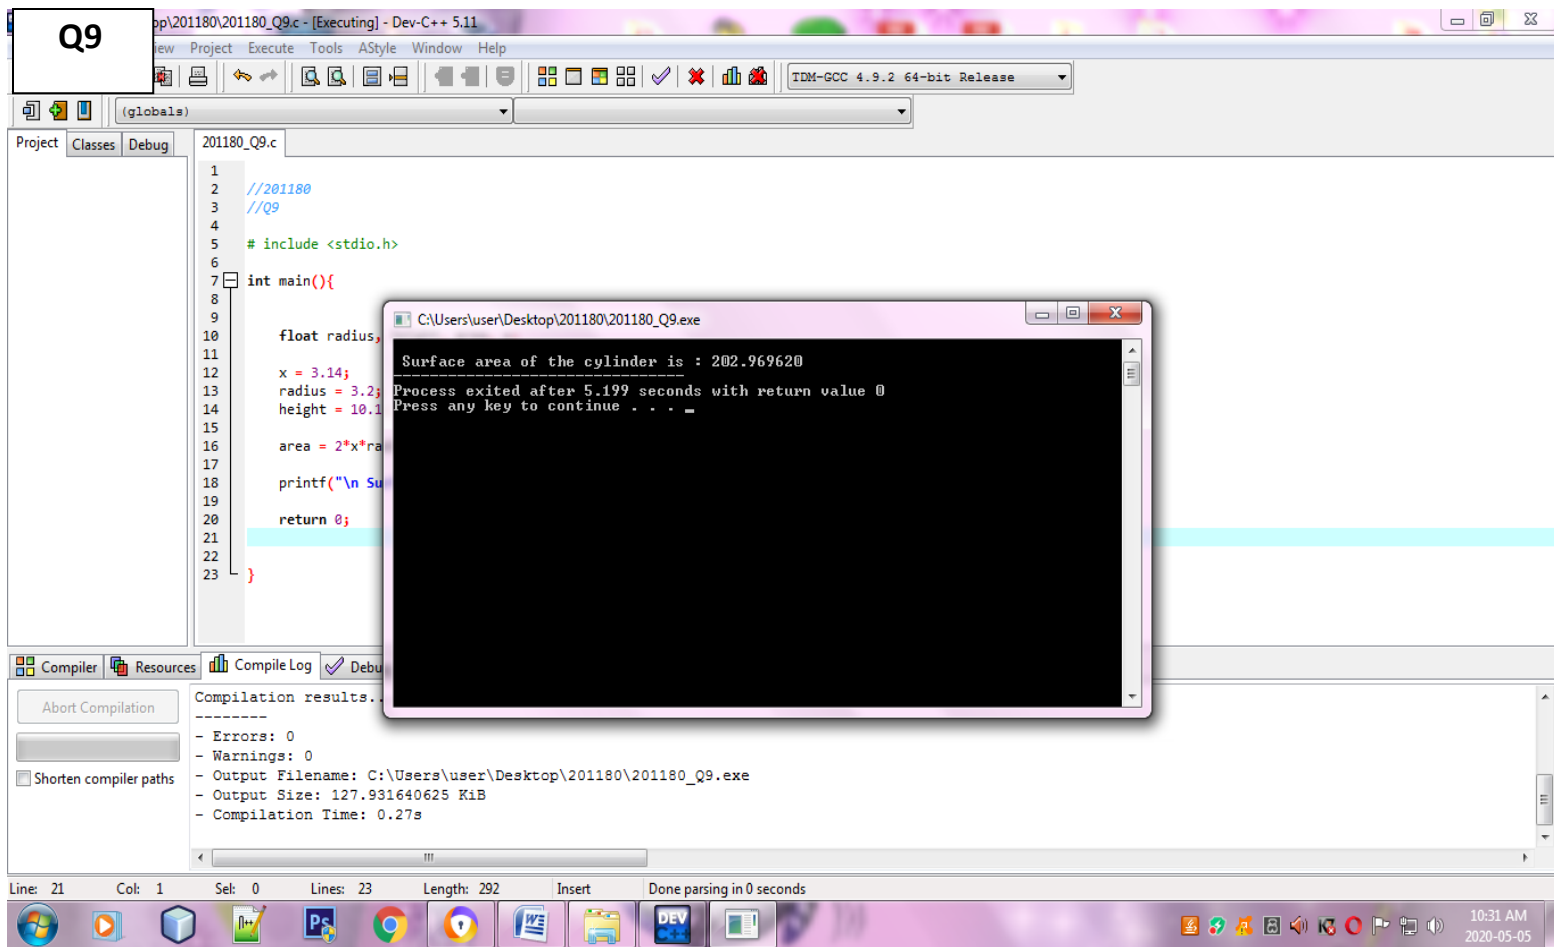 Q9
op\201180\201180_Q9.c - [Executing] - Dev-C++ 5.11
iew Project Execute Tools AStyle Window Help
TDM-GCC 4.9.2 64-bit Release
(globals)
Project Classes Debug
201180_Q9.c
1
2 //201180
3 //Q9
4
5 # include <stdio.h>
6
7 int main(){
8
9
10 float radius,
11
12 x = 3.14;
13 radius = 3.2;
14 height = 10.1
15
16 area = 2*x*ra
17
18 printf("\n Su
19
20 return 0;
21
22
23 }
C:\Users\user\Desktop\201180\201180_Q9.exe
Surface area of the cylinder is : 202.969620
--------------------------------
Process exited after 5.199 seconds with return value 0
Press any key to continue . . . _
Compiler Resources Compile Log Debu
Abort Compilation
Shorten compiler paths
Compilation results..
--------
- Errors: 0
- Warnings: 0
- Output Filename: C:\Users\user\Desktop\201180\201180_Q9.exe
- Output Size: 127.931640625 KiB
- Compilation Time: 0.27s
Line: 21 Col: 1 Sel: 0 Lines: 23 Length: 292 Insert Done parsing in 0 seconds
Ps
DEV
C++
10:31 AM
2020-05-05